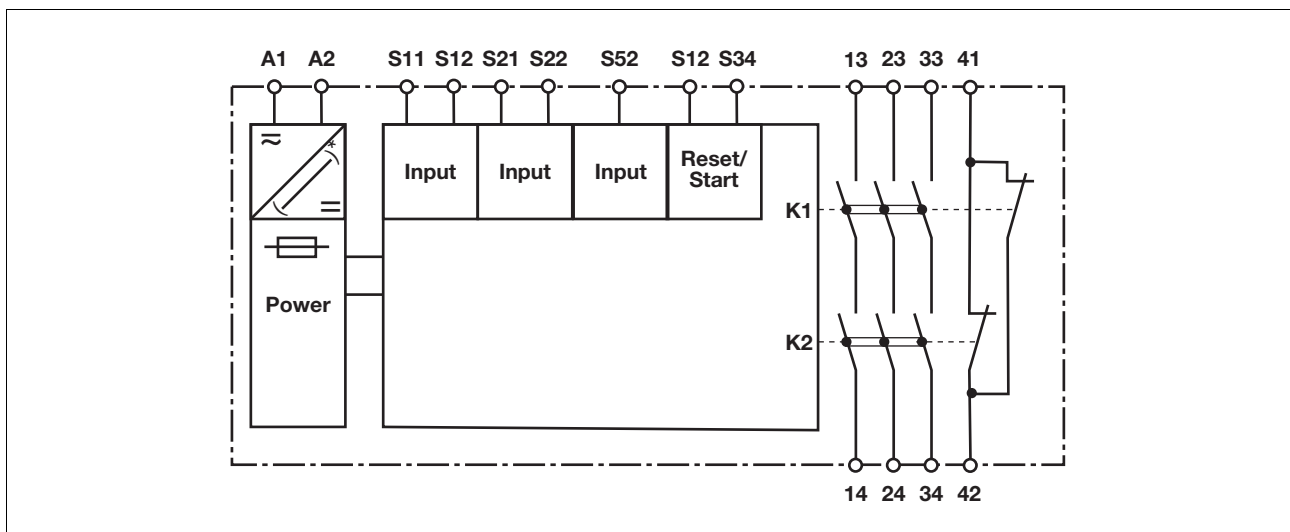 A1 A2 S11 S12 S21 S22 S52 S12 S34 13 23 33 41
Input Input Input Reset/
Start
K1
Power
K2
14 24 34 42